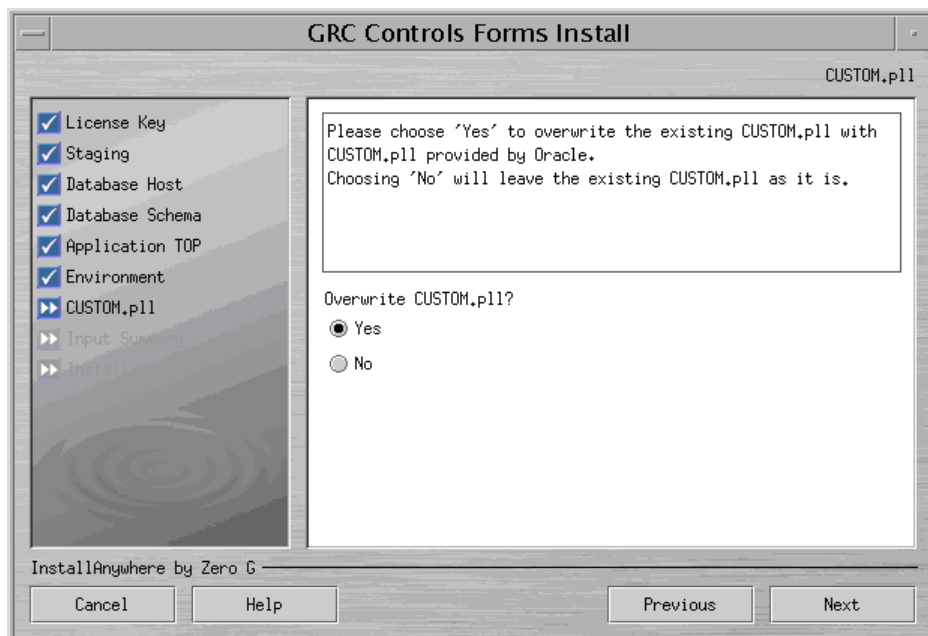 GRC Controls Forms Install
CUSTOM.pll
License Key
Staging
Database Host
Database Schema
Application TOP
Environment
CUSTOM.pll
Input Summary
Please choose 'Yes' to overwrite the existing CUSTOM.pll with
CUSTOM.pll provided by Oracle.
Choosing 'No' will leave the existing CUSTOM.pll as it is.
Overwrite CUSTOM.pll?
Yes
No
InstallAnywhere by Zero G
Cancel
Help
Previous
Next